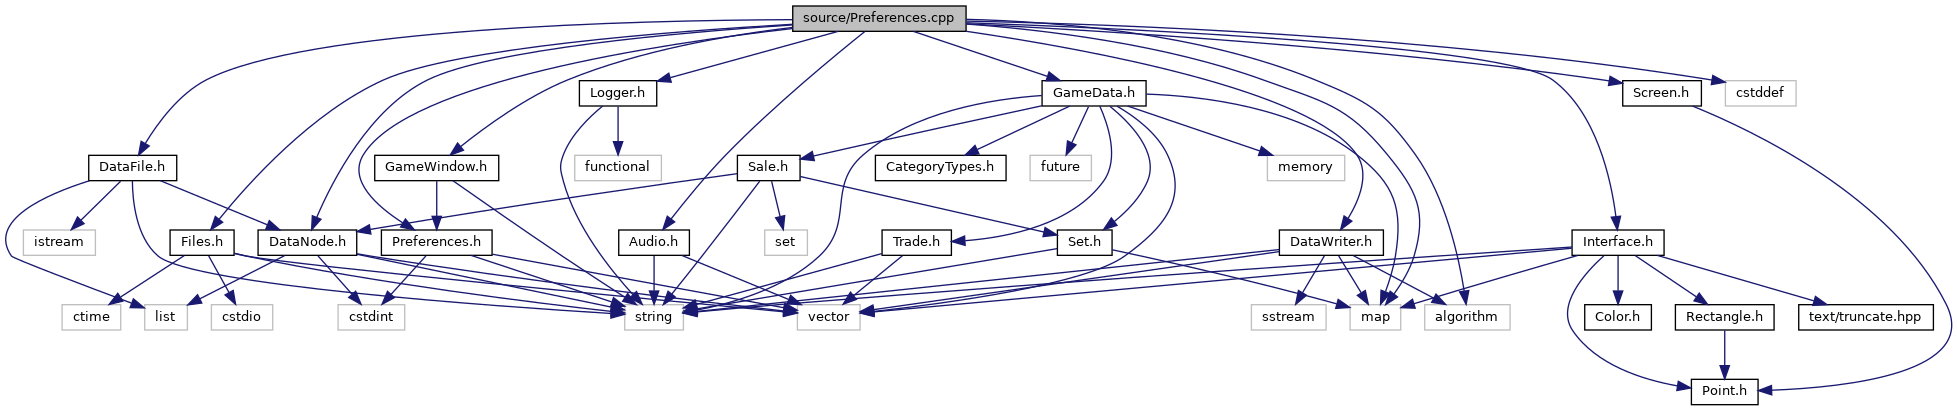 source/Preferences.cpp
Logger.h
GameData.h
Screen.h
cstddef
DataFile.h
GameWindow.h
functional
Sale.h
CategoryTypes.h
future
memory
istream
Files.h
DataNode.h
Preferences.h
Audio.h
set
Trade.h
Set.h
DataWriter.h
Interface.h
ctime
list
cstdio
cstdint
string
vector
sstream
map
algorithm
Color.h
Rectangle.h
text/truncate.hpp
Point.h